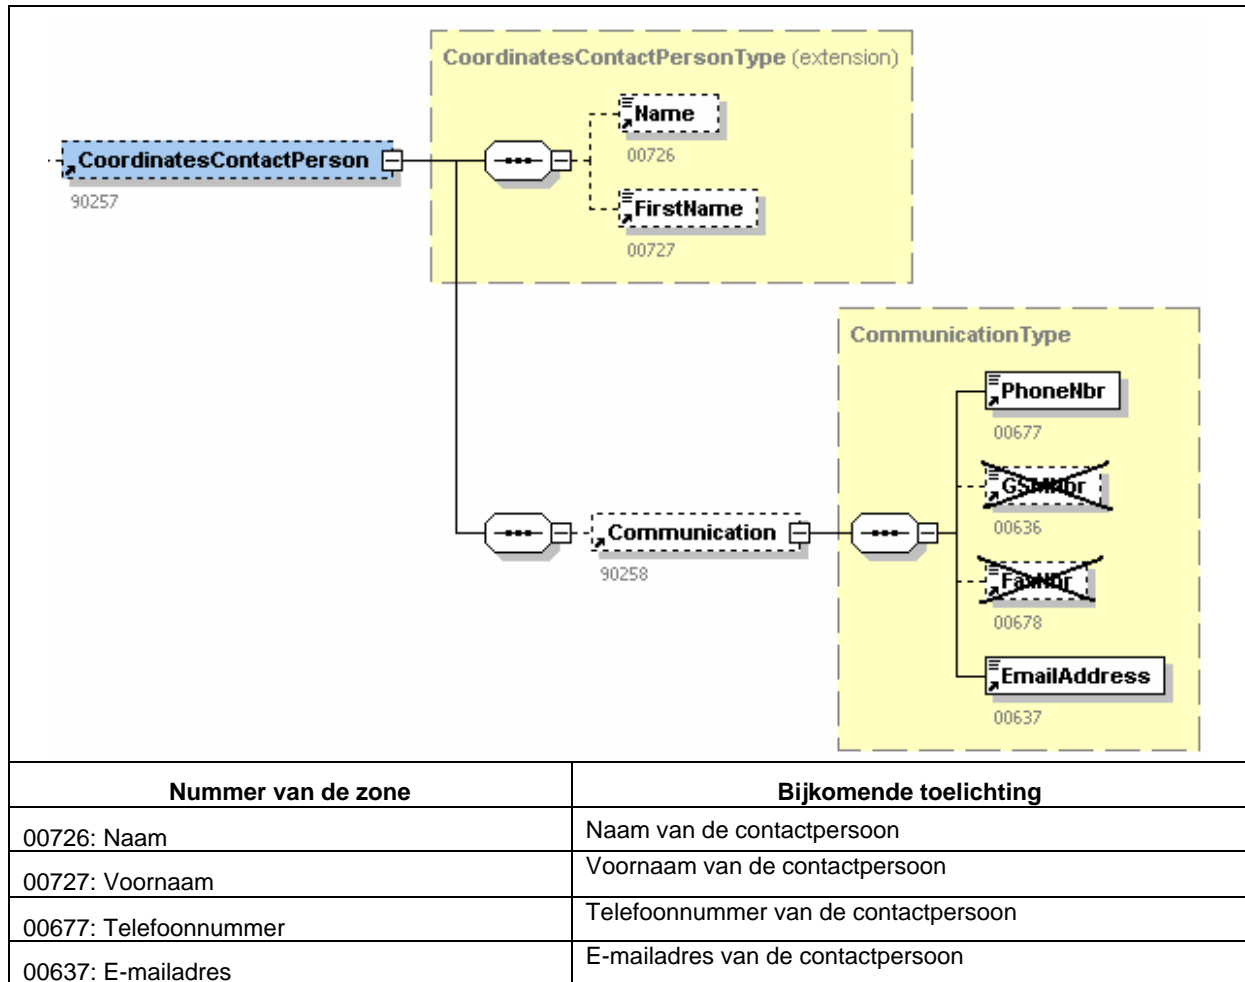 CoordinatesContactPersonType (extension)
Name
00726
CoordinatesContactPerson
90257
FirstName
00727
CommunicationType
PhoneNbr
00677
GSMNbr
00636
Communication
90258
FaxNbr
00678
EmailAddress
00637
Nummer van de zone Bijkomende toelichting
00726: Naam Naam van de contactpersoon
00727: Voornaam Voornaam van de contactpersoon
00677: Telefoonnummer Telefoonnummer van de contactpersoon
00637: E-mailadres E-mailadres van de contactpersoon